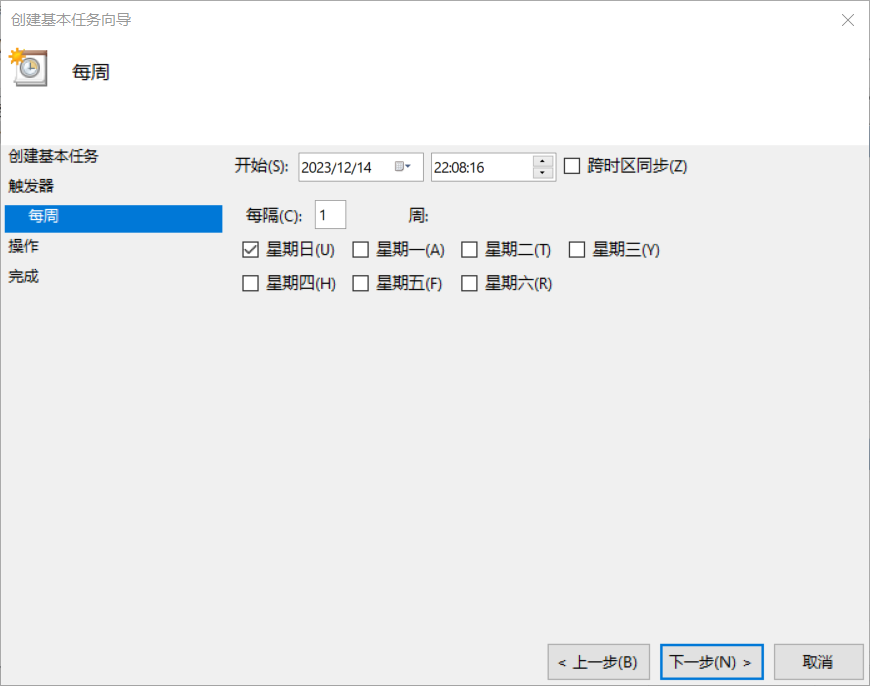 创建基本任务向导
每周
创建基本任务
触发器
每周
操作
完成
开始(S): 2023/12/14 22:08:16 跨时区同步(Z)
每隔(C): 1 周:
星期日(U) 星期一(A) 星期二(T) 星期三(Y)
星期四(H) 星期五(F) 星期六(R)
< 上一步(B) 下一步(N) > 取消